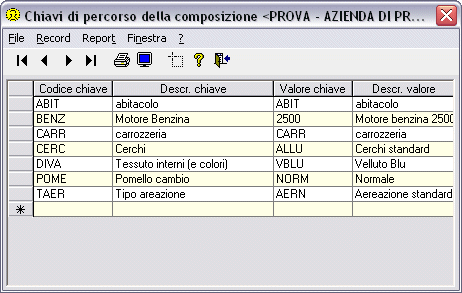 Chiavi di percorso della composizione <PROVA - AZIENDA DI PR...
File Record Report Finestra ?
Codice chiave Descr. chiave Valore chiave Descr. valore
ABIT abitacolo ABIT abitacolo
BENZ Motore Benzina 2500 Motore benzina 2500
CARR carrozzeria CARR carrozzeria
CERC Cerchi ALLU Cerchi standard
DIVA Tessuto interni (e colori) VBLU Velluto Blu
POME Pomello cambio NORM Normale
TAER Tipo areazione AERN Aereazione standard